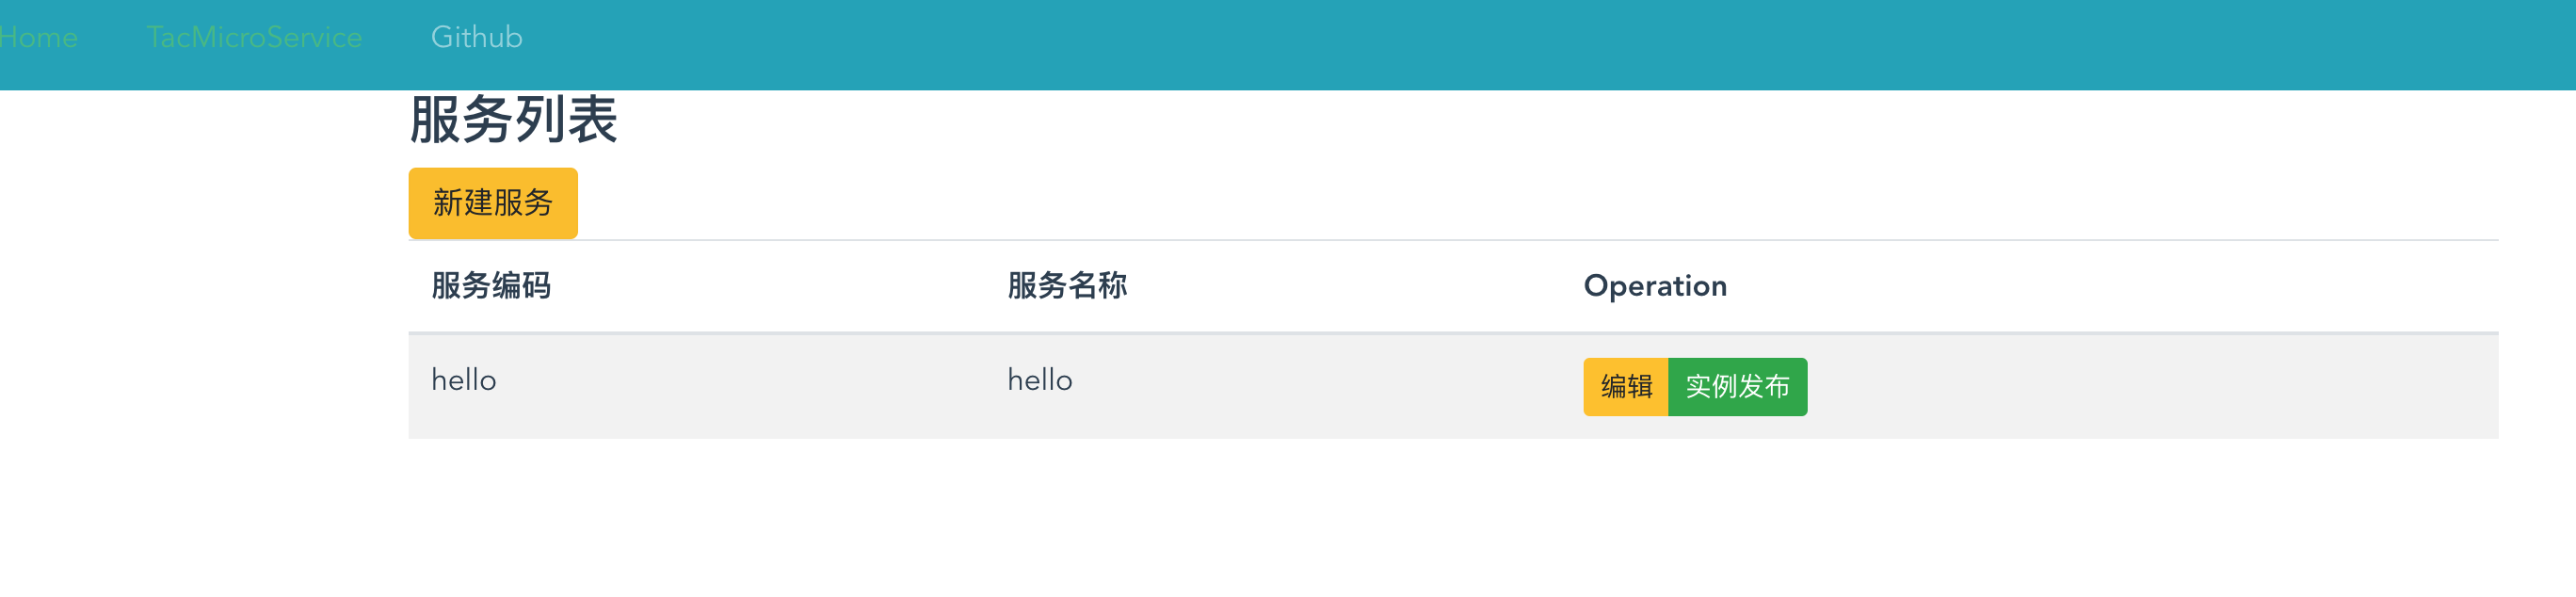 Home TacMicroService Github
服务列表
新建服务
服务编码 服务名称 Operation
hello hello 编辑 实例发布